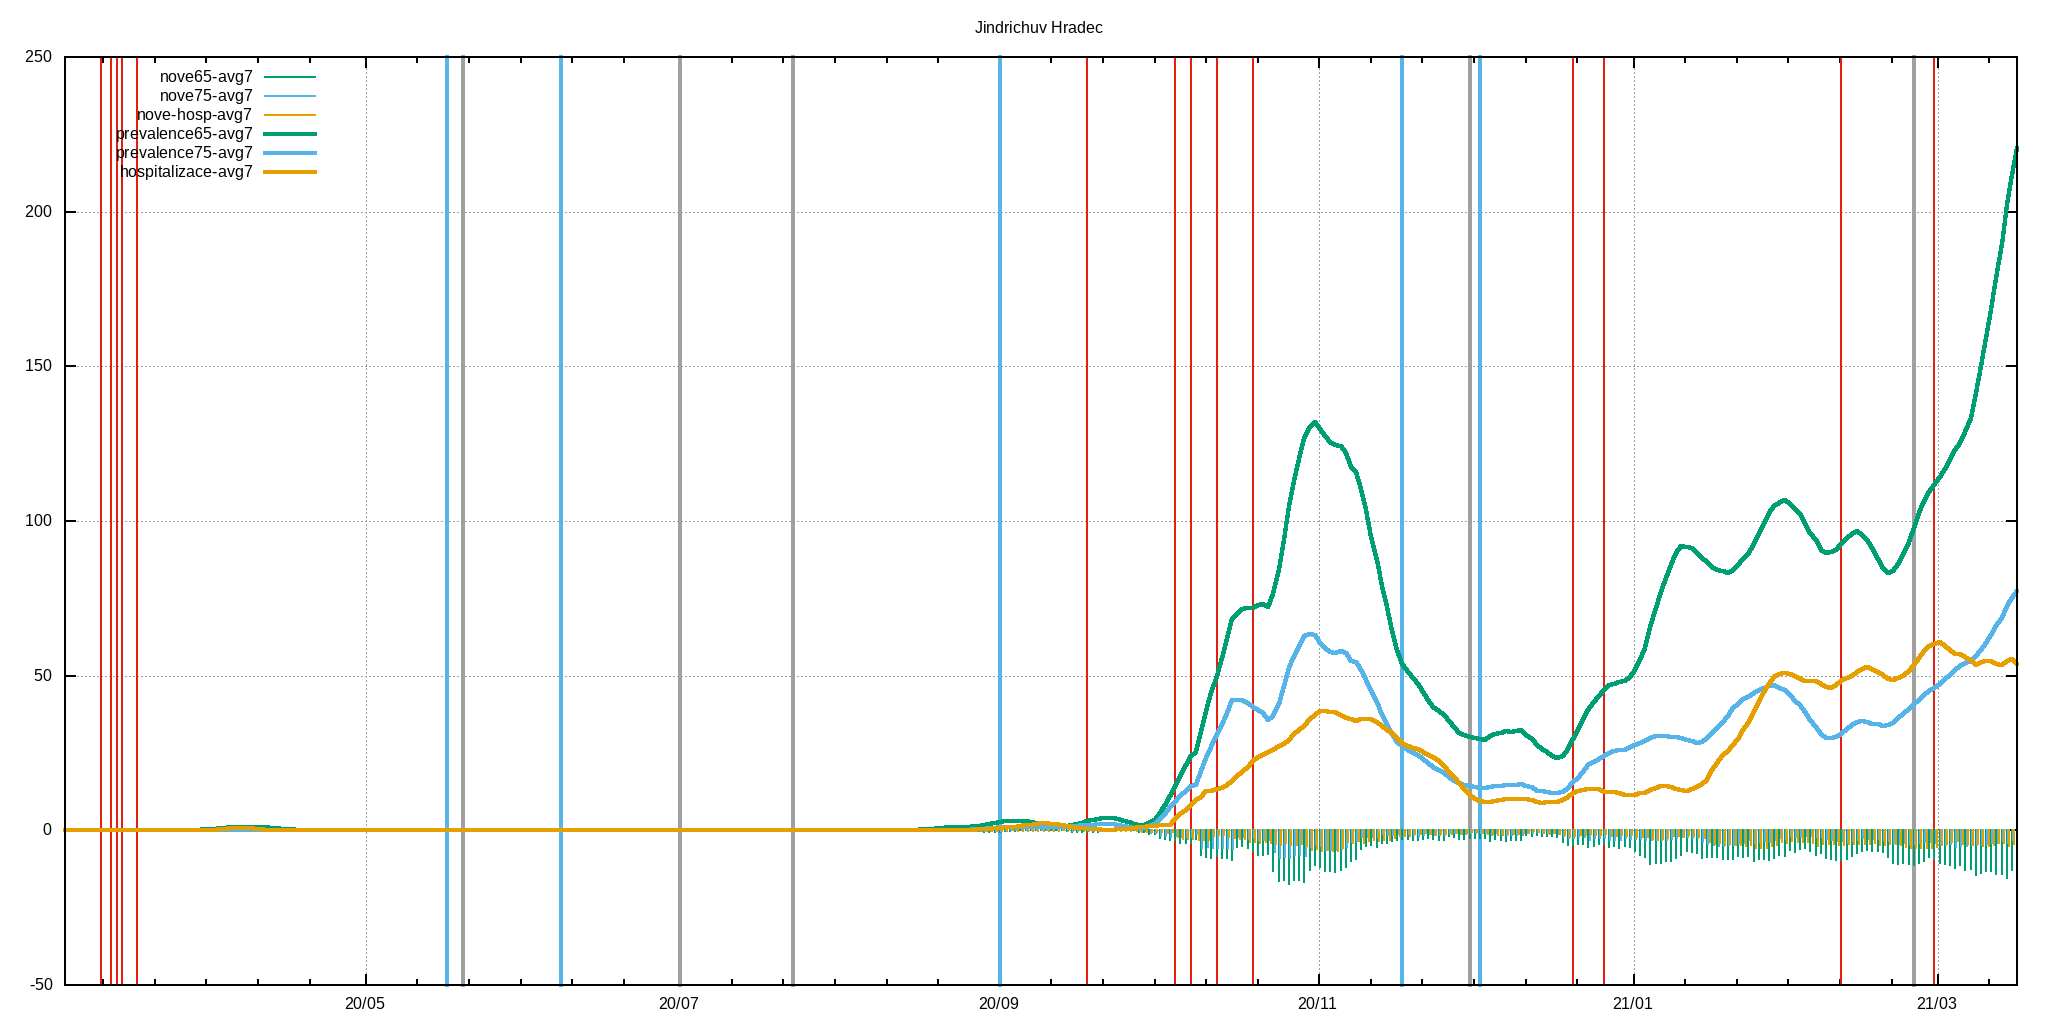 Jindrichuv Hradec
250
200
150
100
50
0
-50
nove65-avg7
nove75-avg7
nove-hosp-avg7
prevalence65-avg7
prevalence75-avg7
hospitalizace-avg7
20/05
20/07
20/09
20/11
21/01
21/03